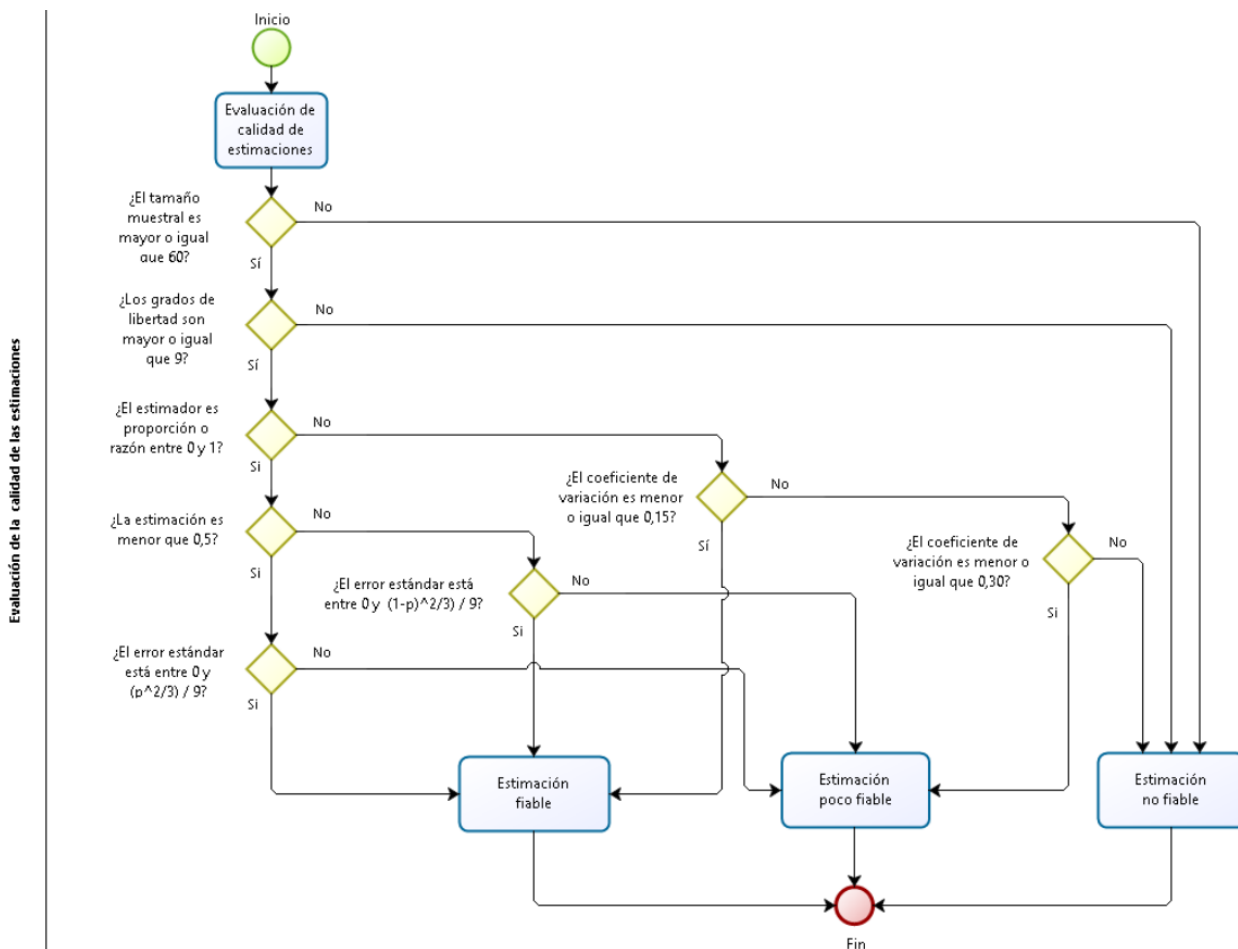 Evaluación de la calidad de las estimaciones
Inicio
Evaluación de
calidad de
estimaciones
¿El tamaño
muestral es
mayor o igual
que 60?
No
Sí
¿Los grados de
libertad son
mayor o igual
que 9?
No
Sí
¿El estimador es
proporción o
razón entre 0 y 1?
No
Si
¿El coeficiente de
variación es menor
o igual que 0,15?
No
Sí
¿La estimación es
menor que 0,5?
No
Si
¿El coeficiente de
variación es menor o
igual que 0,30?
No
Si
¿El error estándar está
entre 0 y (1-p)^2/3) / 9?
No
Si
¿El error estándar
está entre 0 y
(p^2/3) / 9?
No
Si
Estimación
fiable
Estimación
poco fiable
Estimación
no fiable
Fin